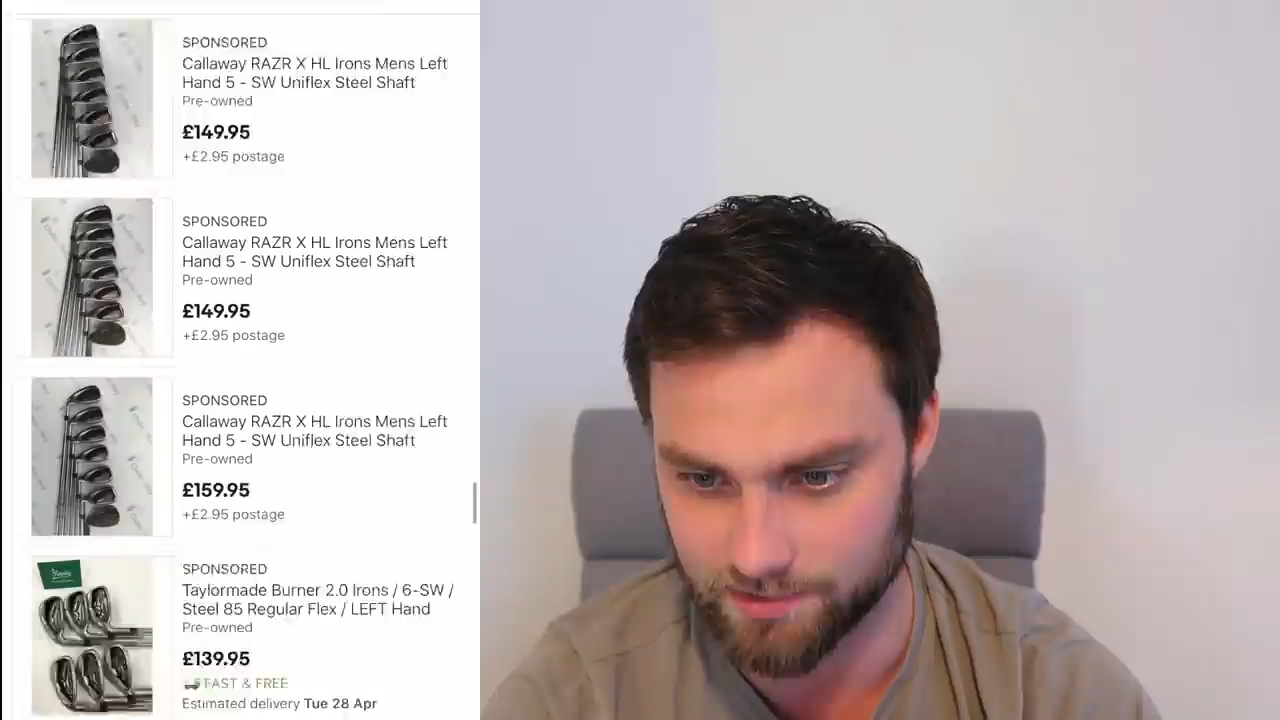 SPONSORED
Callaway RAZR X HL Irons Mens Left
Hand 5 - SW Uniflex Steel Shaft
Pre-owned
£149.95
+£2.95 postage
SPONSORED
Callaway RAZR X HL Irons Mens Left
Hand 5 - SW Uniflex Steel Shaft
Pre-owned
£149.95
+£2.95 postage
SPONSORED
Callaway RAZR X HL Irons Mens Left
Hand 5 - SW Uniflex Steel Shaft
Pre-owned
£159.95
+£2.95 postage
SPONSORED
Taylormade Burner 2.0 Irons / 6-SW /
Steel 85 Regular Flex / LEFT Hand
Pre-owned
£139.95
FAST & FREE
Estimated delivery Tue 28 Apr